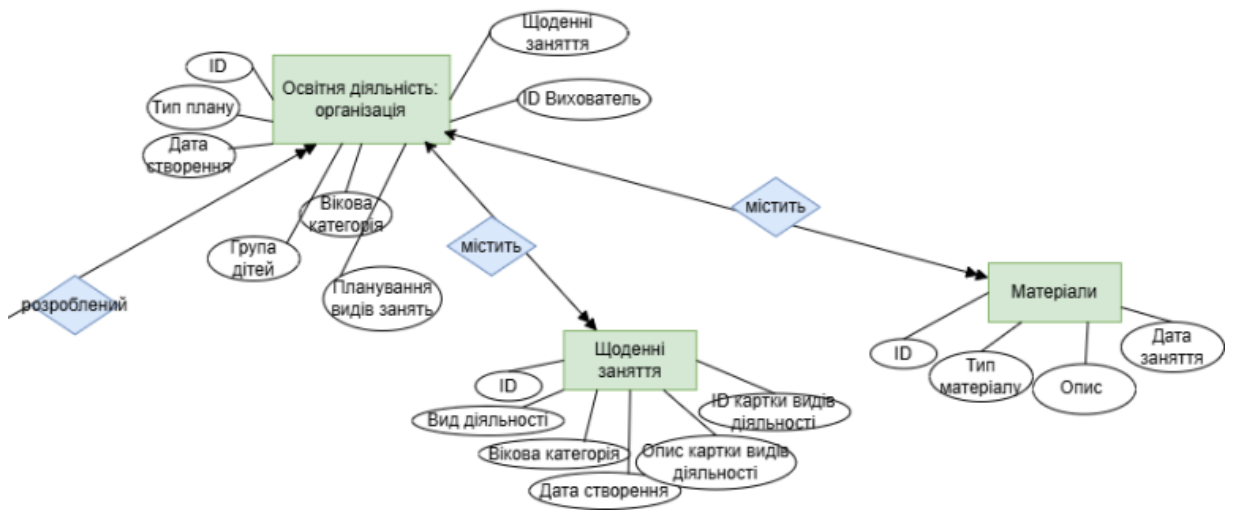 Щоденні
заняття
ID
Освітня діяльність:
організація
Тип плану
ID Вихователь
Дата
створення
Вікова
категорія
містить
Група
дітей
містить
Планування
видів занять
розроблений
Матеріали
Щоденні
заняття
ID
Тип
матеріалу
Опис
Дата
заняття
ID
Вид діяльності
Вікова категорія
Дата створення
Опис картки видів
діяльності
ID картки видів
діяльності